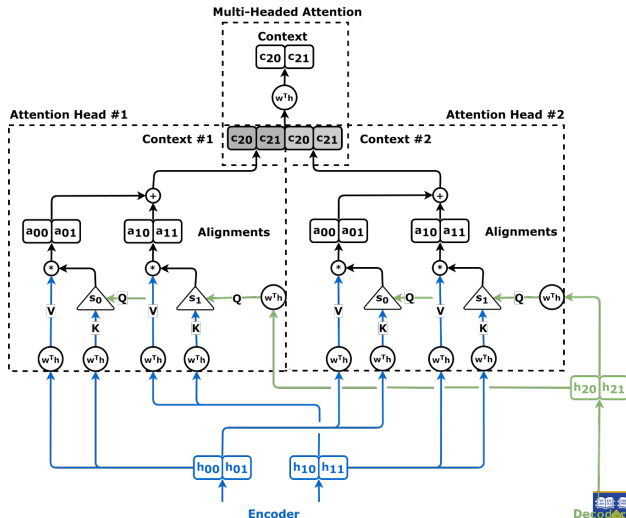 Multi-Headed Attention
Context
c20 c21
wᵀh
Attention Head #1
Attention Head #2
Context #1
c20 c21 c20 c21
Context #2
+
+
a00 a01
a10 a11
Alignments
a00 a01
a10 a11
Alignments
*
*
*
*
s0
Q
s1
Q
wᵀh
s0
Q
s1
Q
wᵀh
V
K
V
K
V
K
V
K
wᵀh
wᵀh
wᵀh
wᵀh
wᵀh
wᵀh
wᵀh
wᵀh
h20 h21
h00 h01
h10 h11
Encoder
Decoder